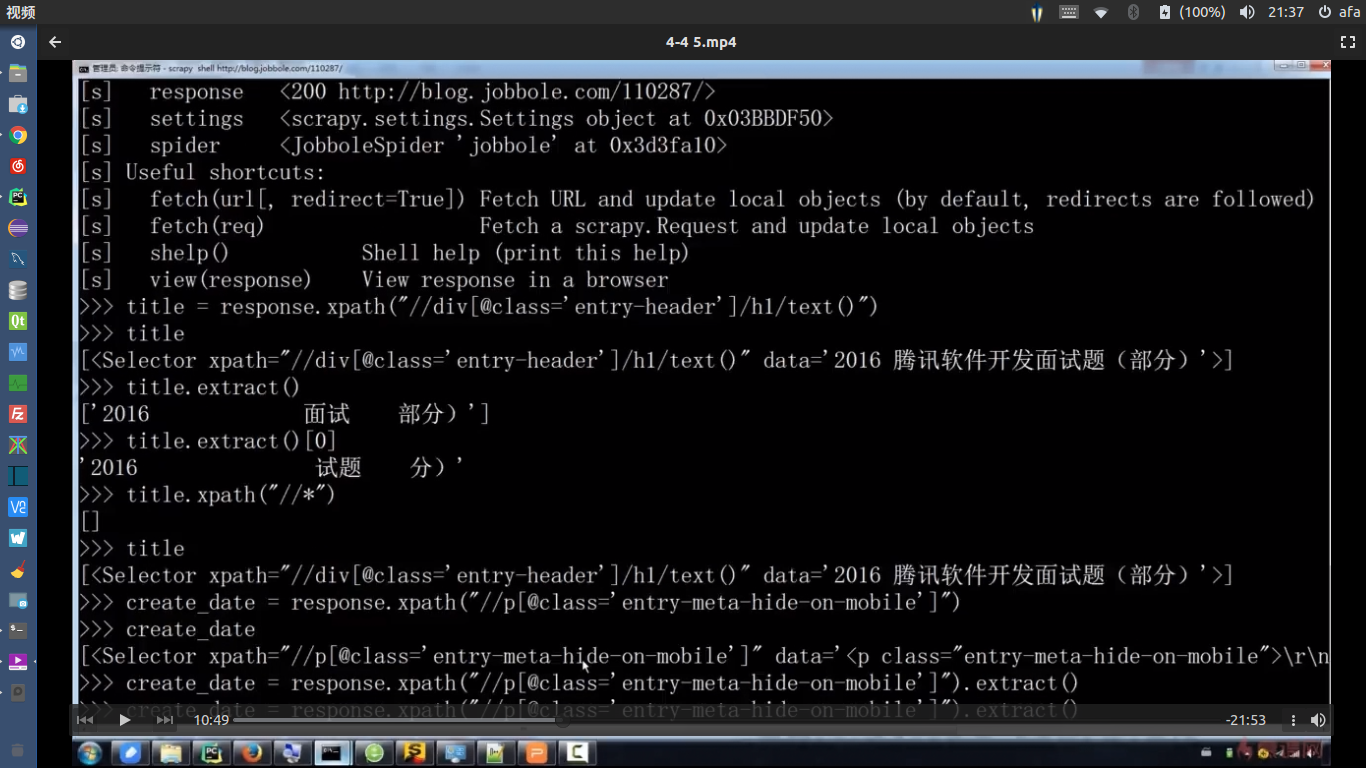 视频
(100%)
21:37
afa
4-4 5.mp4
管理员: 命令提示符 - scrapy shell http://blog.jobbole.com/110287/
[s]   response   <200 http://blog.jobbole.com/110287/>
[s]   settings   <scrapy.settings.Settings object at 0x03BBDF50>
[s]   spider     <JobboleSpider 'jobbole' at 0x3d3fa10>
[s] Useful shortcuts:
[s]   fetch(url[, redirect=True]) Fetch URL and update local objects (by default, redirects are followed)
[s]   fetch(req)                  Fetch a scrapy.Request and update local objects
[s]   shelp()           Shell help (print this help)
[s]   view(response)    View response in a browser
>>> title = response.xpath("//div[@class='entry-header']/h1/text()")
>>> title
[<Selector xpath="//div[@class='entry-header']/h1/text()" data='2016 腾讯软件开发面试题（部分）'>]
>>> title.extract()
['2016             面试    部分）']
>>> title.extract()[0]
'2016               试题    分）'
>>> title.xpath("//*")
[]
>>> title
[<Selector xpath="//div[@class='entry-header']/h1/text()" data='2016 腾讯软件开发面试题（部分）'>]
>>> create_date = response.xpath("//p[@class='entry-meta-hide-on-mobile']")
>>> create_date
[<Selector xpath="//p[@class='entry-meta-hide-on-mobile']" data='<p class="entry-meta-hide-on-mobile">\r\n
>>> create_date = response.xpath("//p[@class='entry-meta-hide-on-mobile']").extract()
>>> create_date = response.xpath("//p[@class='entry-meta-hide-on-mobile']").extract()
10:49
-21:53